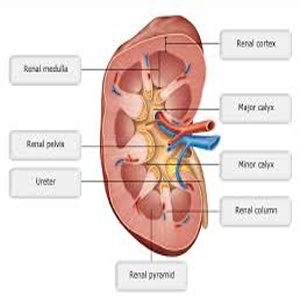 Renal cortex
Renal medulla
Major calyx
Renal pelvis
Minor calyx
Ureter
Renal column
Renal pyramid